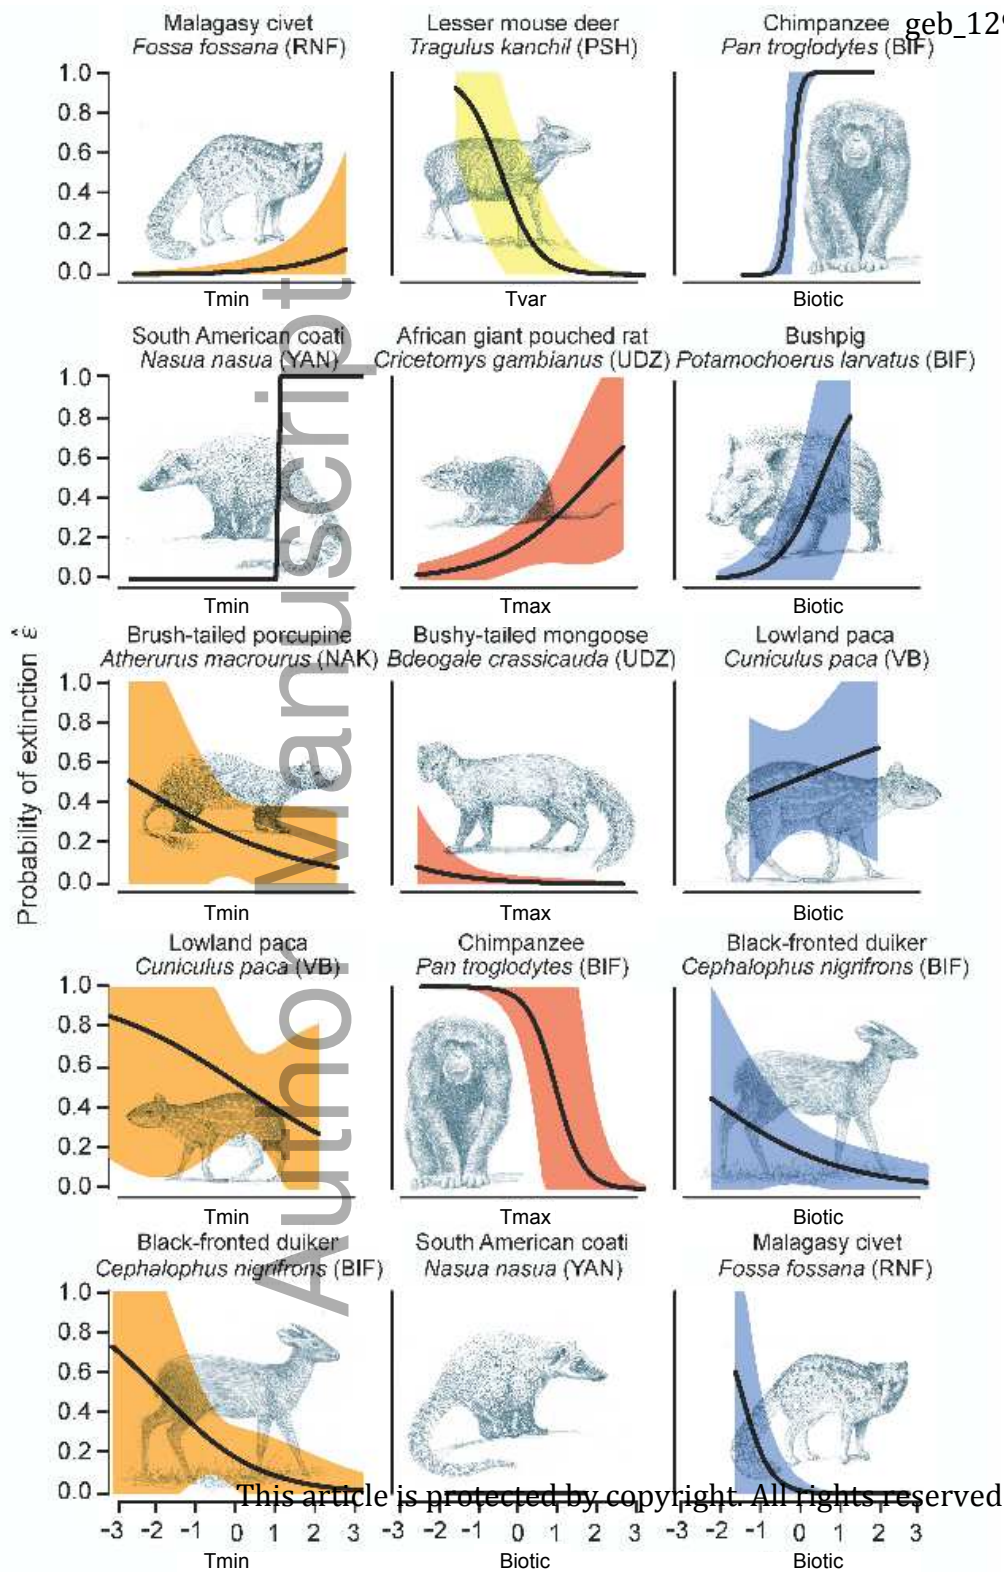 geb_129
Malagasy civet
Fossa fossana (RNF)
Lesser mouse deer
Tragulus kanchil (PSH)
Chimpanzee
Pan troglodytes (BIF)
1.0
0.8
0.6
0.4
0.2
0.0
Tmin
Tvar
Biotic
South American coati
Nasua nasua (YAN)
African giant pouched rat
Cricetomys gambianus (UDZ)
Bushpig
Potamochoerus larvatus (BIF)
1.0
0.8
0.6
0.4
0.2
0.0
Tmin
Tmax
Biotic
Probability of extinction ε̂
Brush-tailed porcupine
Atherurus macrourus (NAK)
Bushy-tailed mongoose
Bdeogale crassicauda (UDZ)
Lowland paca
Cuniculus paca (VB)
1.0
0.8
0.6
0.4
0.2
0.0
Tmin
Tmax
Biotic
Lowland paca
Cuniculus paca (VB)
Chimpanzee
Pan troglodytes (BIF)
Black-fronted duiker
Cephalophus nigrifrons (BIF)
1.0
0.8
0.6
0.4
0.2
0.0
Tmin
Tmax
Biotic
Black-fronted duiker
Cephalophus nigrifrons (BIF)
South American coati
Nasua nasua (YAN)
Malagasy civet
Fossa fossana (RNF)
1.0
0.8
0.6
0.4
0.2
0.0
-3 -2 -1 0 1 2 3
-3 -2 -1 0 1 2 3
-3 -2 -1 0 1 2 3
Tmin
Biotic
Biotic
Author Manuscript
This article is protected by copyright. All rights reserved